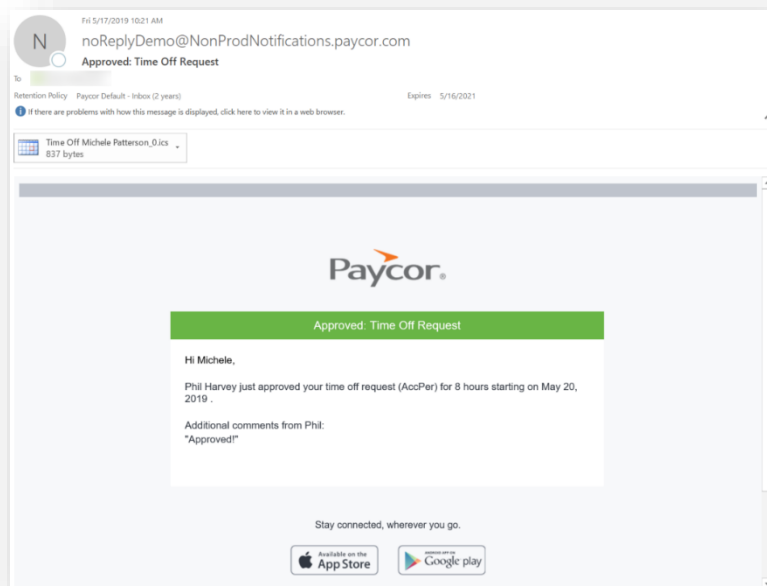 Fri 5/17/2019 10:21 AM
N
noReplyDemo@NonProdNotifications.paycor.com
Approved: Time Off Request
To
Retention Policy Paycor Default - Inbox (2 years) Expires 5/16/2021
If there are problems with how this message is displayed, click here to view it in a web browser.
Time Off Michele Patterson_0.ics
837 bytes
Paycor®
Approved: Time Off Request
Hi Michele,
Phil Harvey just approved your time off request (AccPer) for 8 hours starting on May 20,
2019 .
Additional comments from Phil:
"Approved!"
Stay connected, wherever you go.
Available on the
App Store
ANDROID APP ON
Google play